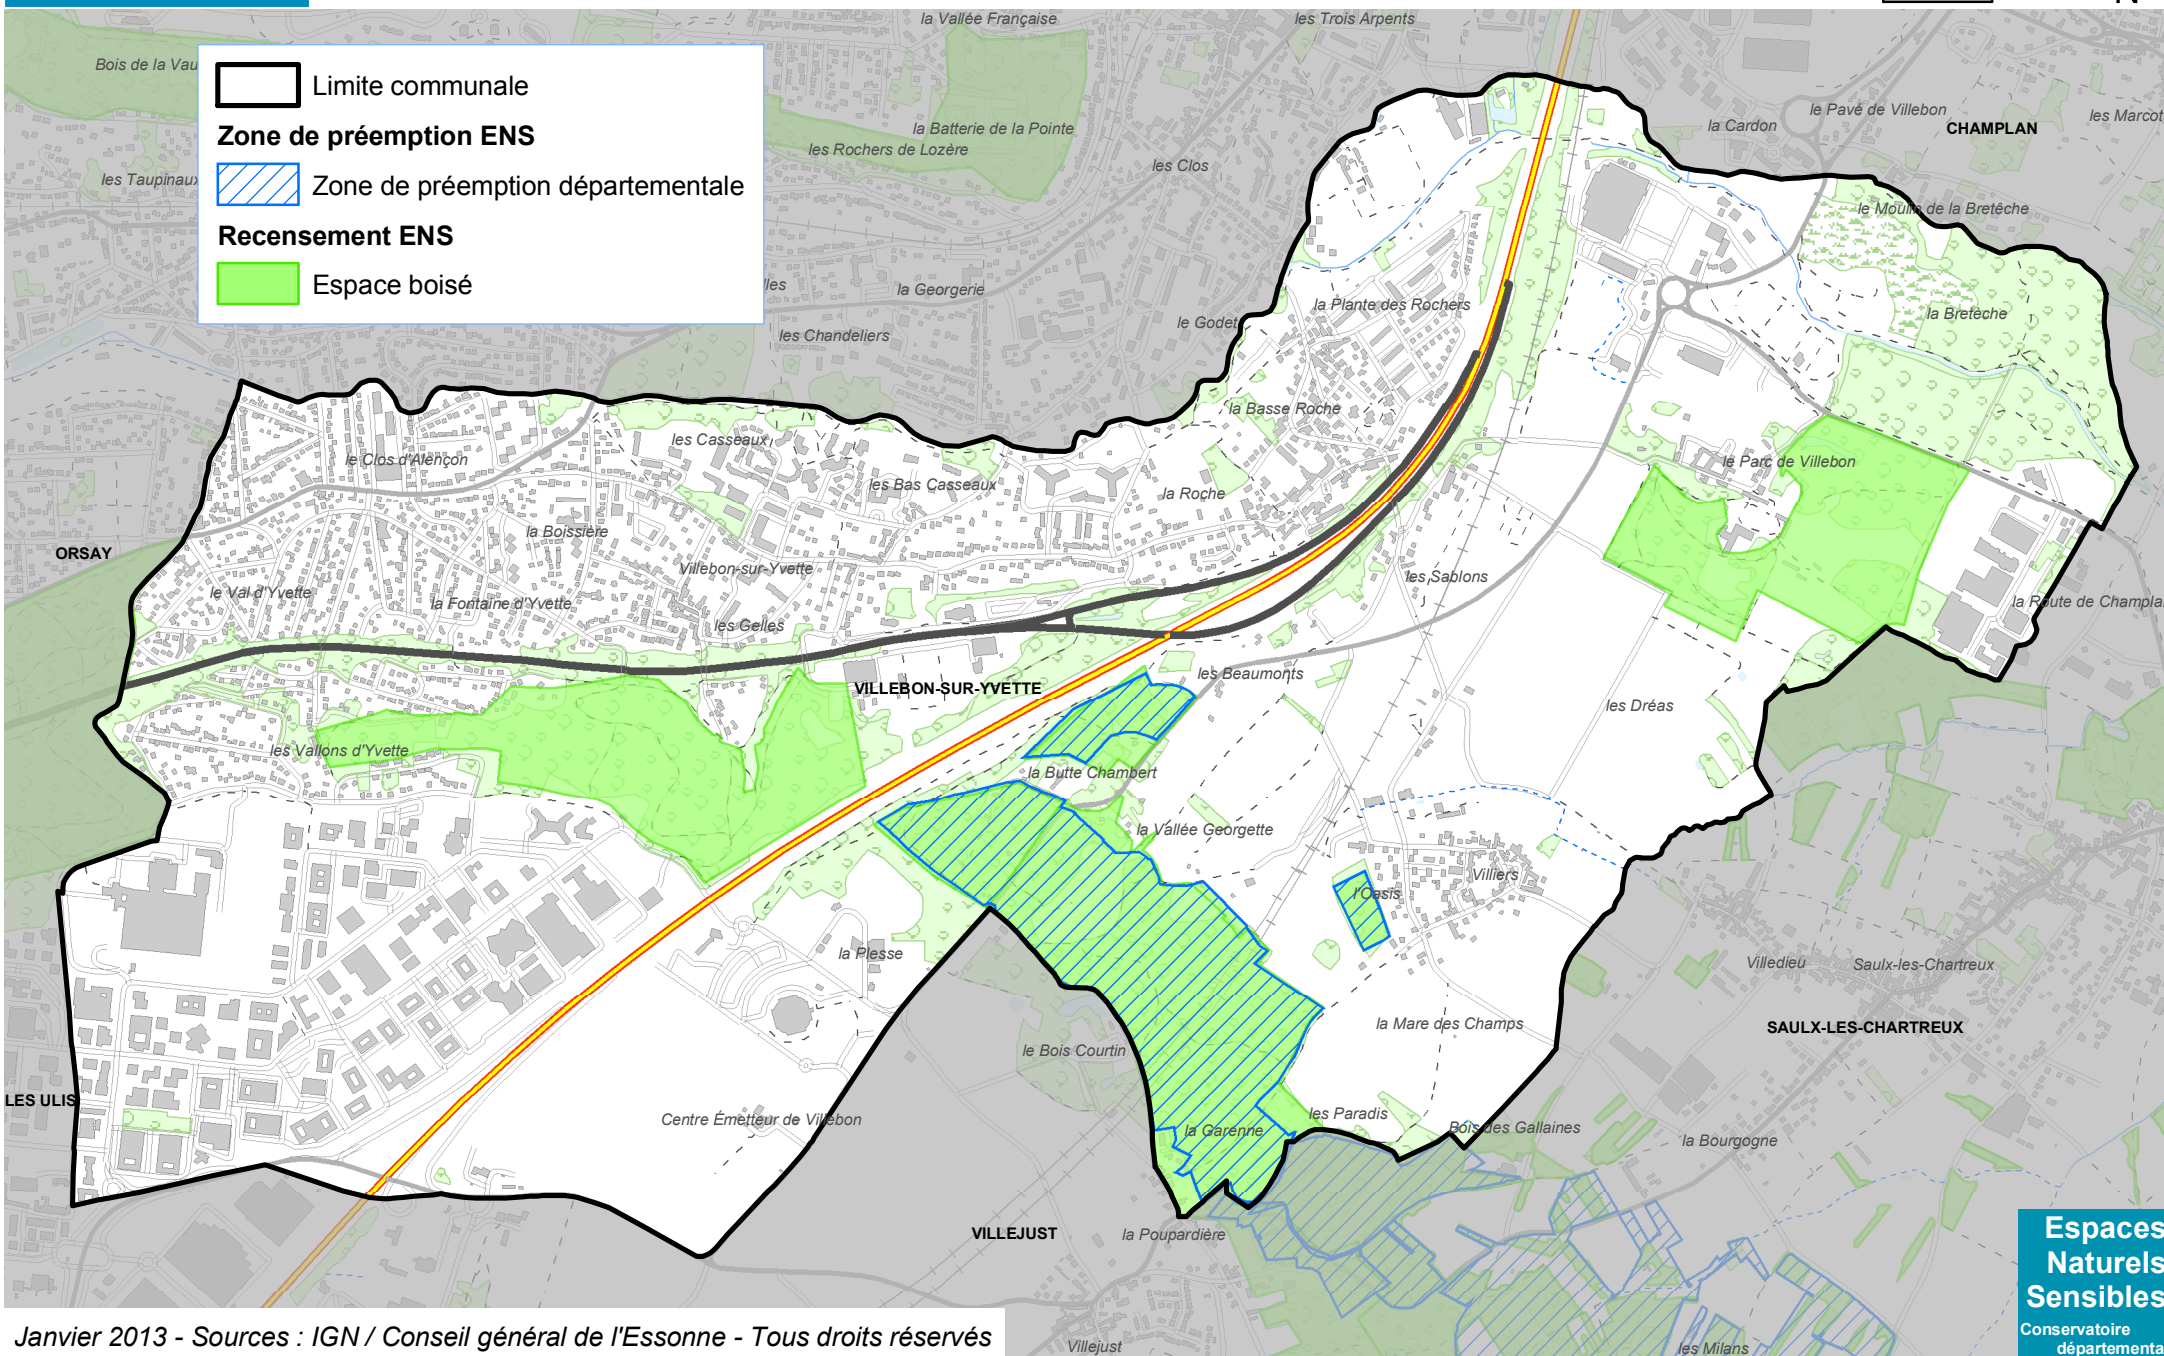 N
la Vallée Française
les Trois Arpents
Bois de la Vau
Limite communale
Zone de préemption ENS
Zone de préemption départementale
Recensement ENS
Espace boisé
les Taupinaux
la Batterie de la Pointe
les Rochers de Lozère
les Clos
la Cardon
le Pavé de Villebon
CHAMPLAN
les Marcot
le Moulin de la Bretêche
la Bretêche
lles
la Georgerie
les Chandeliers
le Godet
la Plante des Rochers
la Basse Roche
les Casseaux
le Clos d'Alençon
les Bas Casseaux
la Roche
le Parc de Villebon
la Boissière
ORSAY
Villebon-sur-Yvette
les Sablons
le Val d'Yvette
la Fontaine d'Yvette
les Gelles
la Route de Champla
les Beaumonts
VILLEBON-SUR-YVETTE
les Dréas
les Vallons d'Yvette
la Butte Chambert
la Vallée Georgette
Villiers
l'Oasis
la Plesse
Villedieu
Saulx-les-Chartreux
la Mare des Champs
SAULX-LES-CHARTREUX
le Bois Courtin
LES ULIS
Centre Émetteur de Villebon
les Paradis
la Garenne
Bois des Gallaines
la Bourgogne
VILLEJUST
la Poupardière
Villejust
les Milans
Espaces
Naturels
Sensibles
Conservatoire
départementa
Janvier 2013 - Sources : IGN / Conseil général de l'Essonne - Tous droits réservés